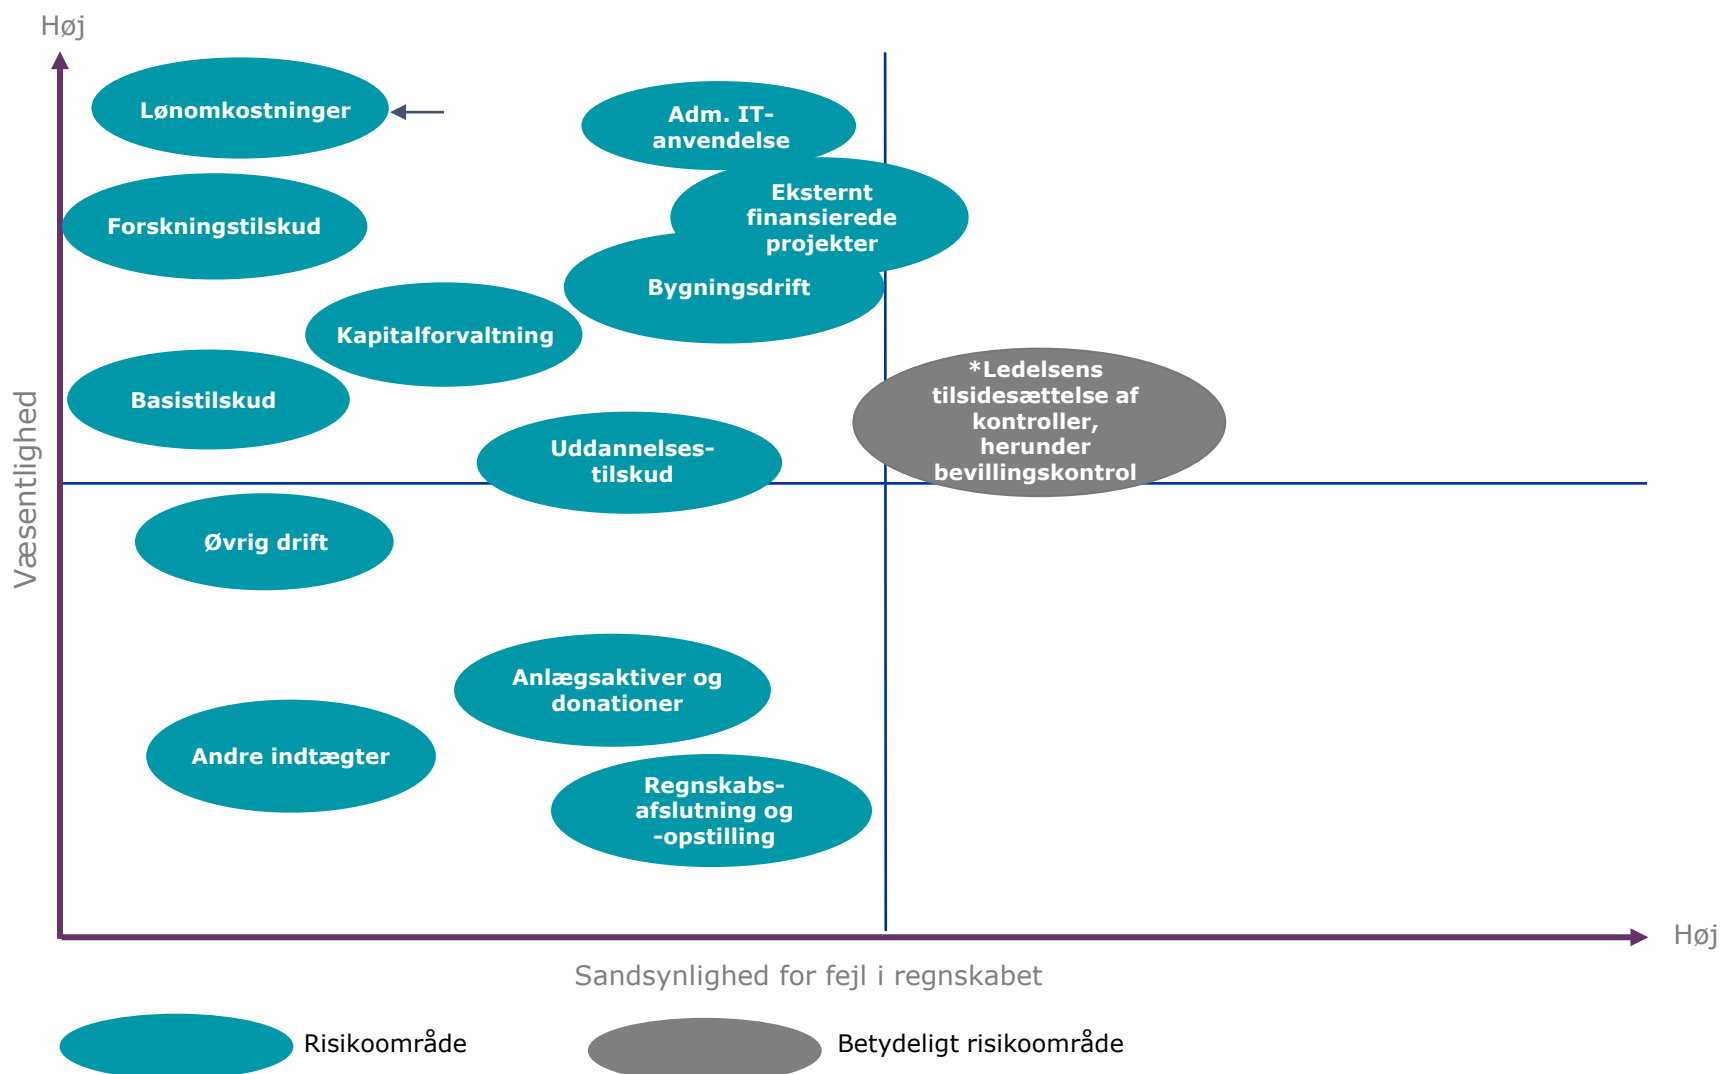 Høj
Lønomkostninger
Adm. IT-
anvendelse
Eksternt
finansierede
projekter
Forskningstilskud
Bygningsdrift
Kapitalforvaltning
*Ledelsens
tilsidesættelse af
kontroller,
herunder
bevillingskontrol
Basistilskud
Uddannelses-
tilskud
Væsentlighed
Øvrig drift
Anlægsaktiver og
donationer
Andre indtægter
Regnskabs-
afslutning og
-opstilling
Høj
Sandsynlighed for fejl i regnskabet
Risikoområde
Betydeligt risikoområde